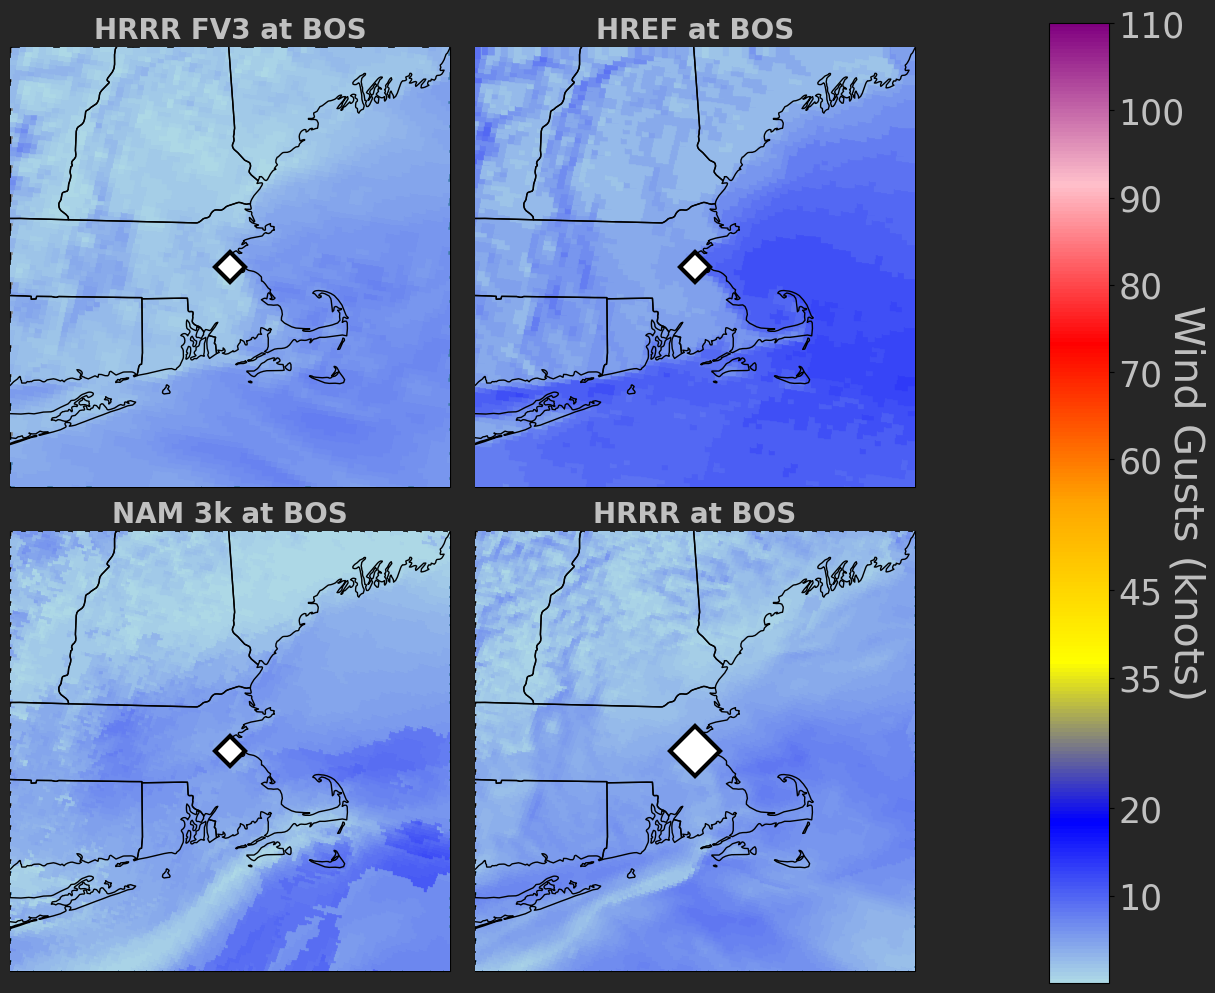 HRRR FV3 at BOS
HREF at BOS
NAM 3k at BOS
HRRR at BOS
110
100
90
80
70
60
45
35
20
10
Wind Gusts (knots)